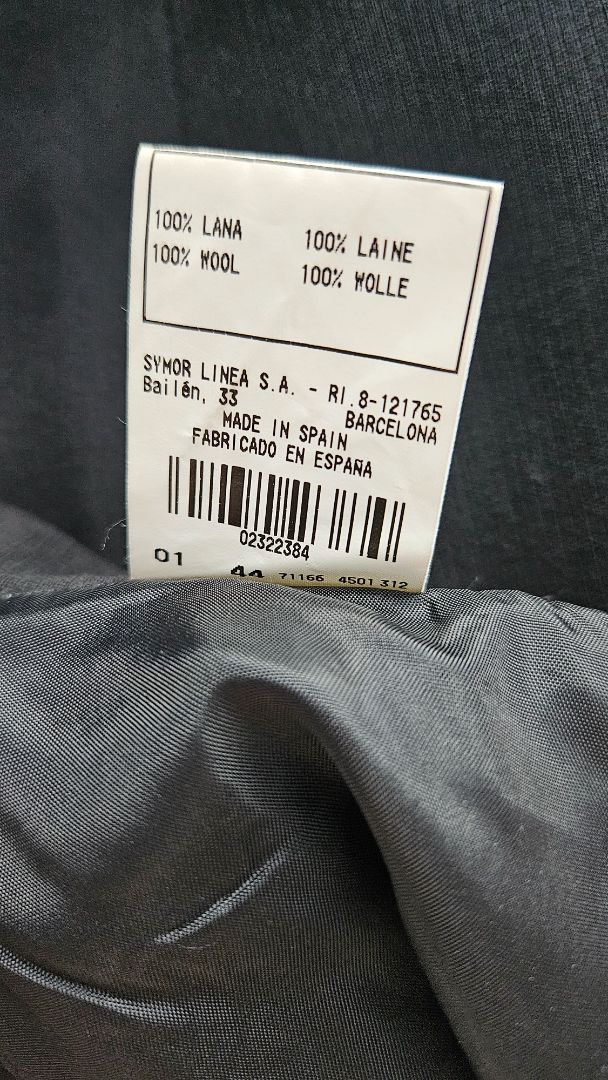 100% LANA 100% LAINE
100% WOOL 100% WOLLE
SYMOR LINEA S.A. - RI.8-121765
Bailén, 33 BARCELONA
MADE IN SPAIN
FABRICADO EN ESPAÑA
02322384
01 44 71166 4501 312